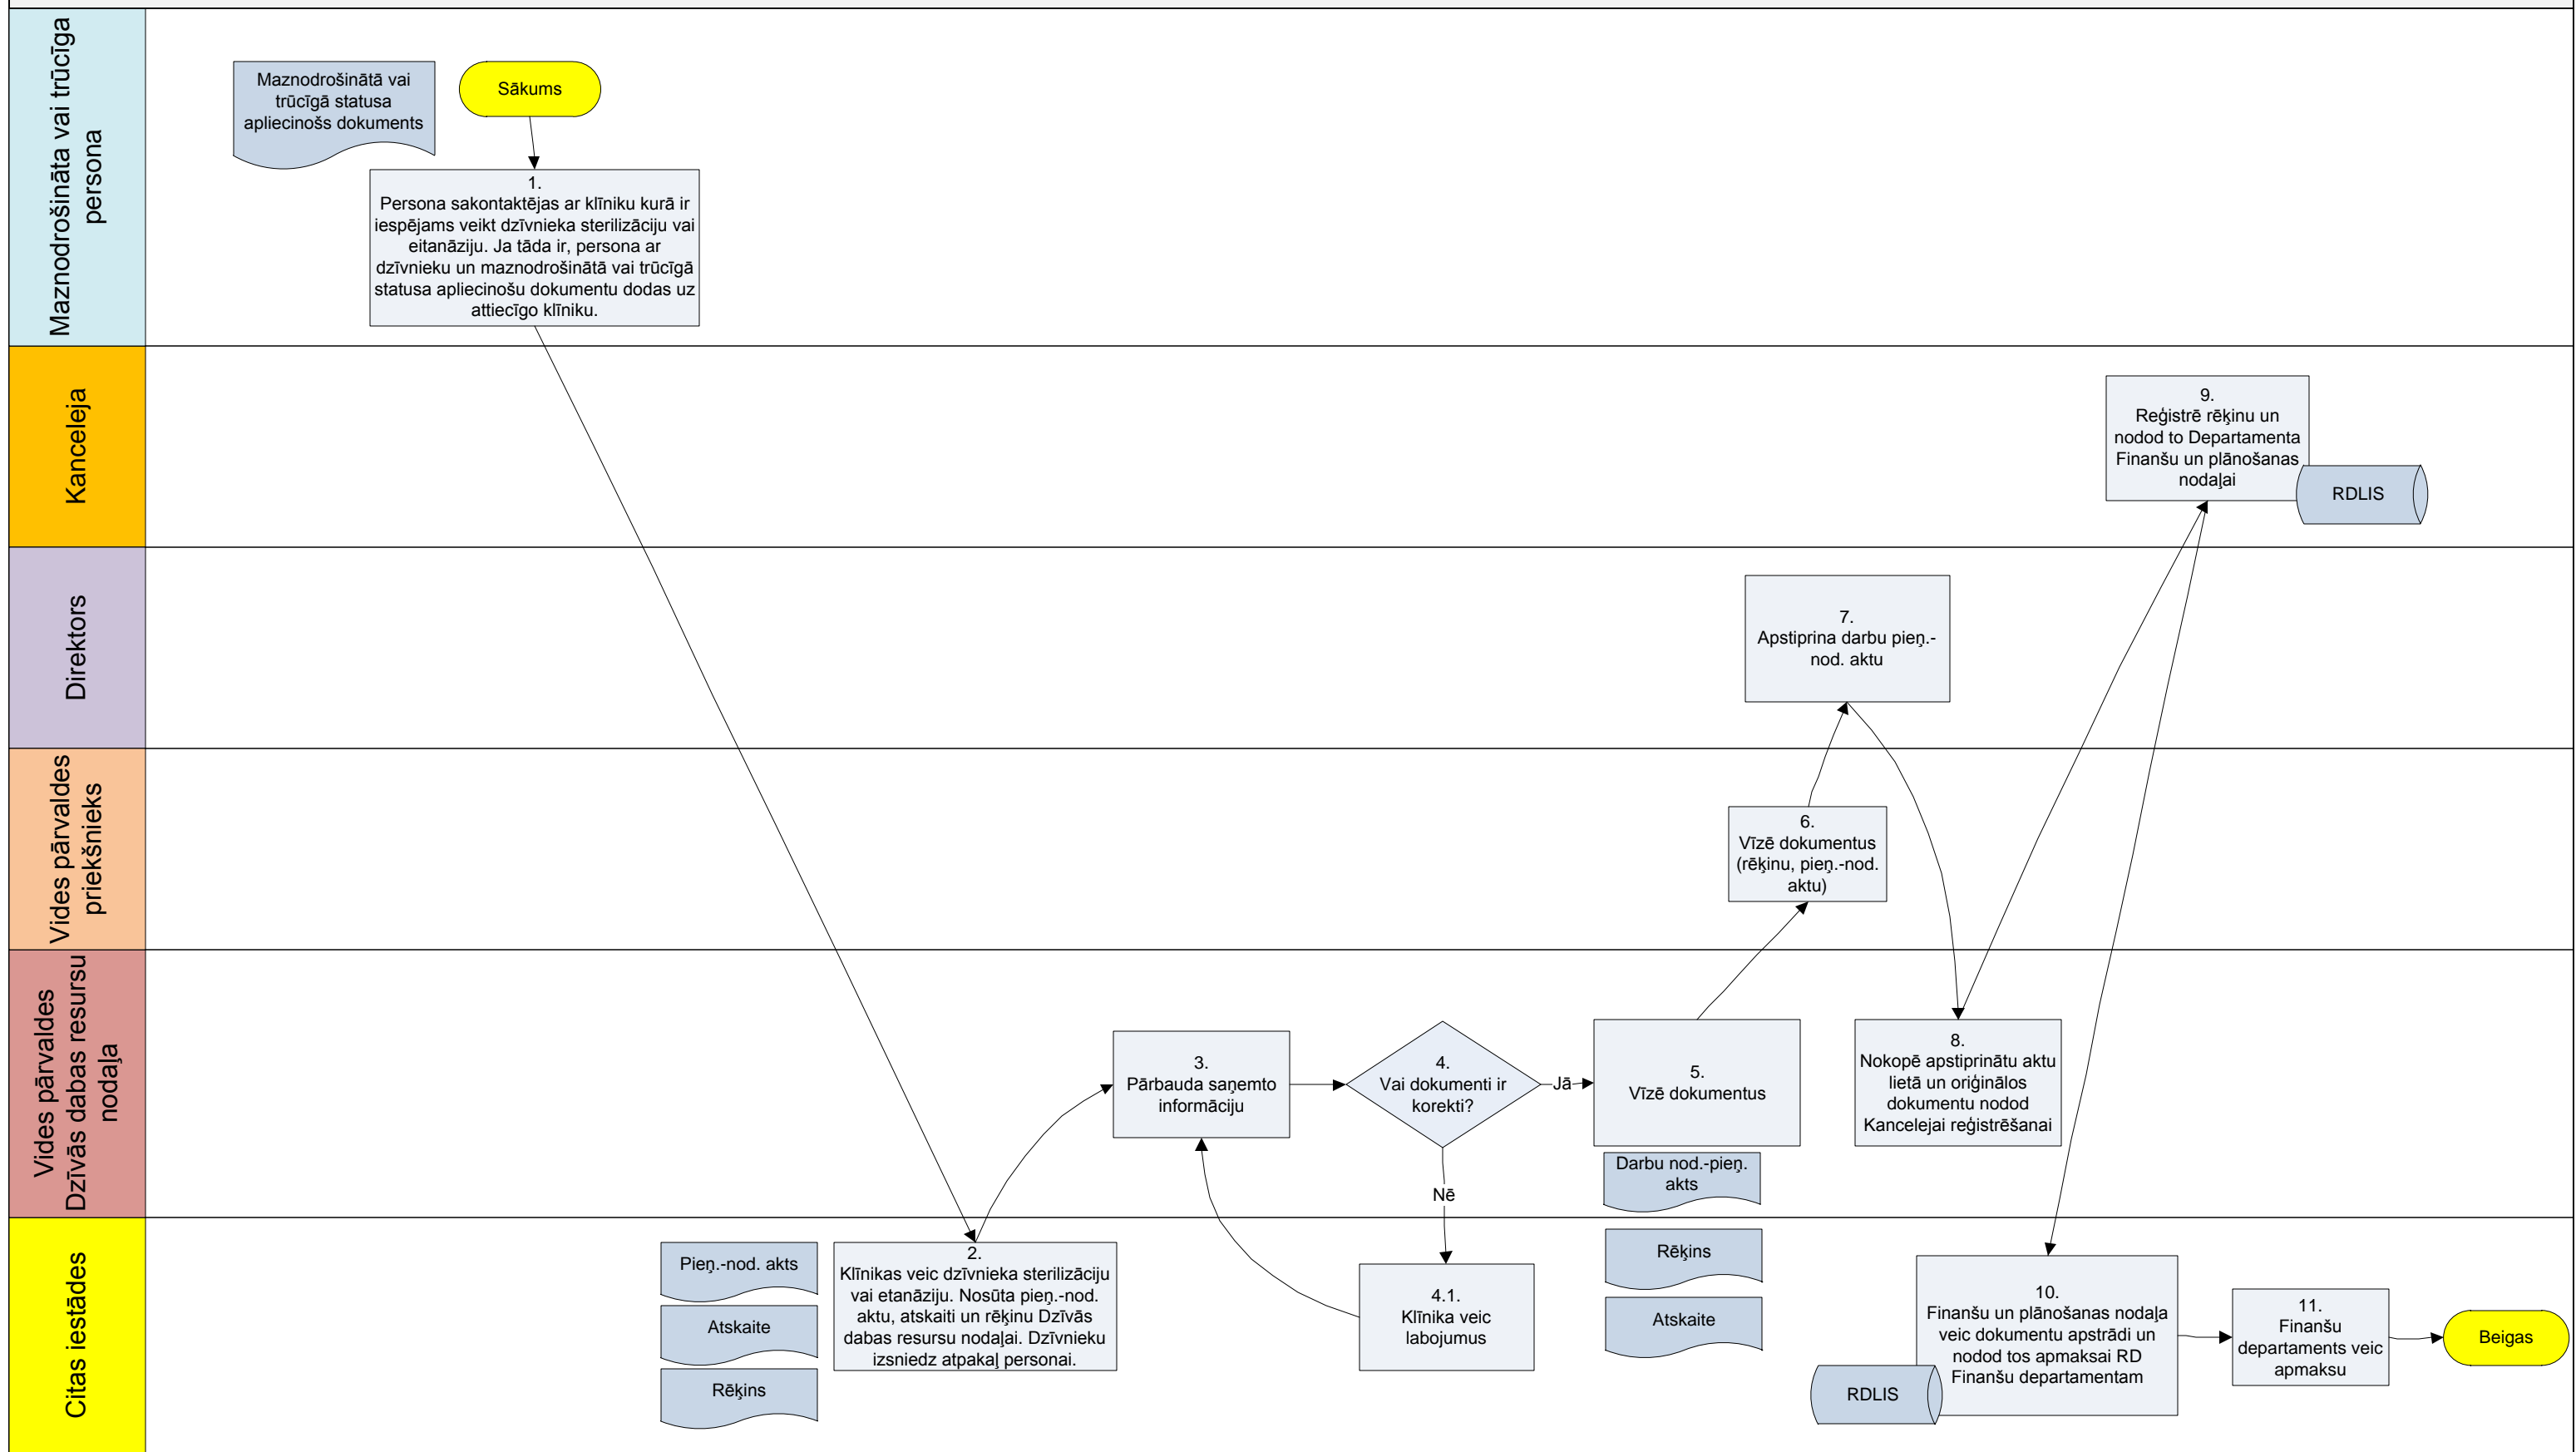 Maznodrošināta vai trūcīga
persona
Maznodrošinātā vai
trūcīgā statusa
apliecinošs dokuments
Sākums
1.
Persona sakontaktējas ar klīniku kurā ir
iespējams veikt dzīvnieka sterilizāciju vai
eitanāziju. Ja tāda ir, persona ar
dzīvnieku un maznodrošinātā vai trūcīgā
statusa apliecinošu dokumentu dodas uz
attiecīgo klīniku.
Kanceleja
9.
Reģistrē rēķinu un
nodod to Departamenta
Finanšu un plānošanas
nodaļai
RDLIS
Direktors
7.
Apstiprina darbu pieņ.-
nod. aktu
Vides pārvaldes
priekšnieks
6.
Vīzē dokumentus
(rēķinu, pieņ.-nod.
aktu)
Vides pārvaldes
Dzīvās dabas resursu
nodaļa
3.
Pārbauda saņemto
informāciju
4.
Vai dokumenti ir
korekti?
Jā
Nē
5.
Vīzē dokumentus
Darbu nod.-pieņ.
akts
8.
Nokopē apstiprinātu aktu
lietā un oriģinālos
dokumentu nodod
Kancelejai reģistrēšanai
Citas iestādes
Pieņ.-nod. akts
Atskaite
Rēķins
2.
Klīnikas veic dzīvnieka sterilizāciju
vai etanāziju. Nosūta pieņ.-nod.
aktu, atskaiti un rēķinu Dzīvās
dabas resursu nodaļai. Dzīvnieku
izsniedz atpakaļ personai.
4.1.
Klīnika veic
labojumus
Rēķins
Atskaite
10.
Finanšu un plānošanas nodaļa
veic dokumentu apstrādi un
nodod tos apmaksai RD
Finanšu departamentam
RDLIS
11.
Finanšu
departaments veic
apmaksu
Beigas